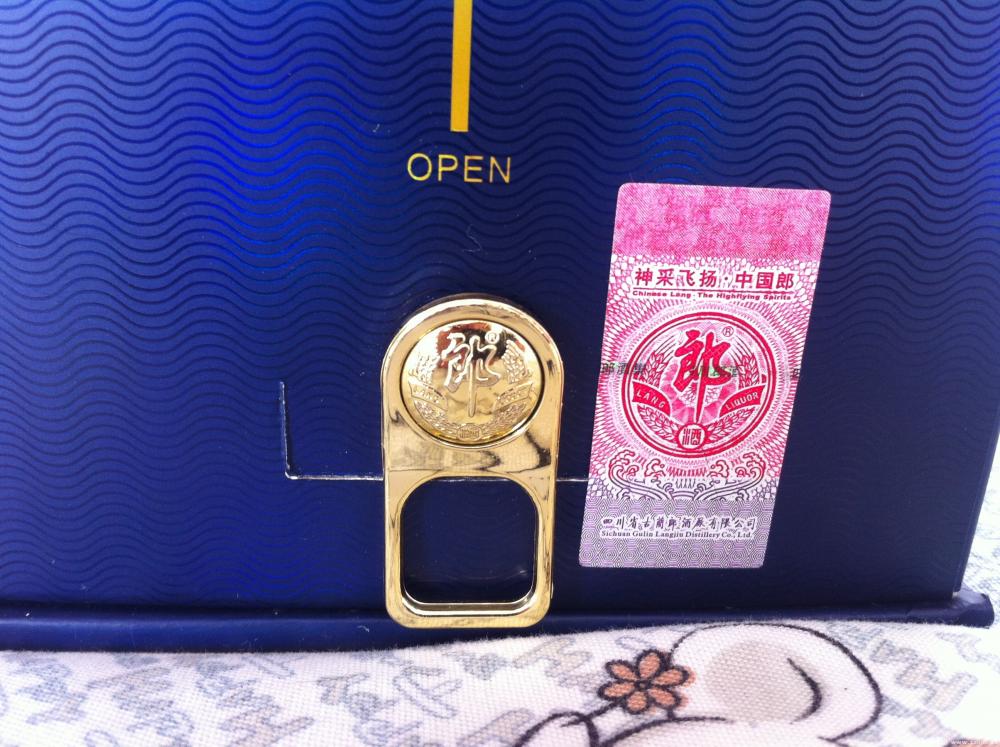 OPEN
郎
®
神采飞扬·中国郎
Chinese Lang·The Highflying Spirits
®
郎
LANG LIQUOR
酒
四川省古蔺郎酒厂有限公司
Sichuan Gulin Langjiu Distillery Co., Ltd.